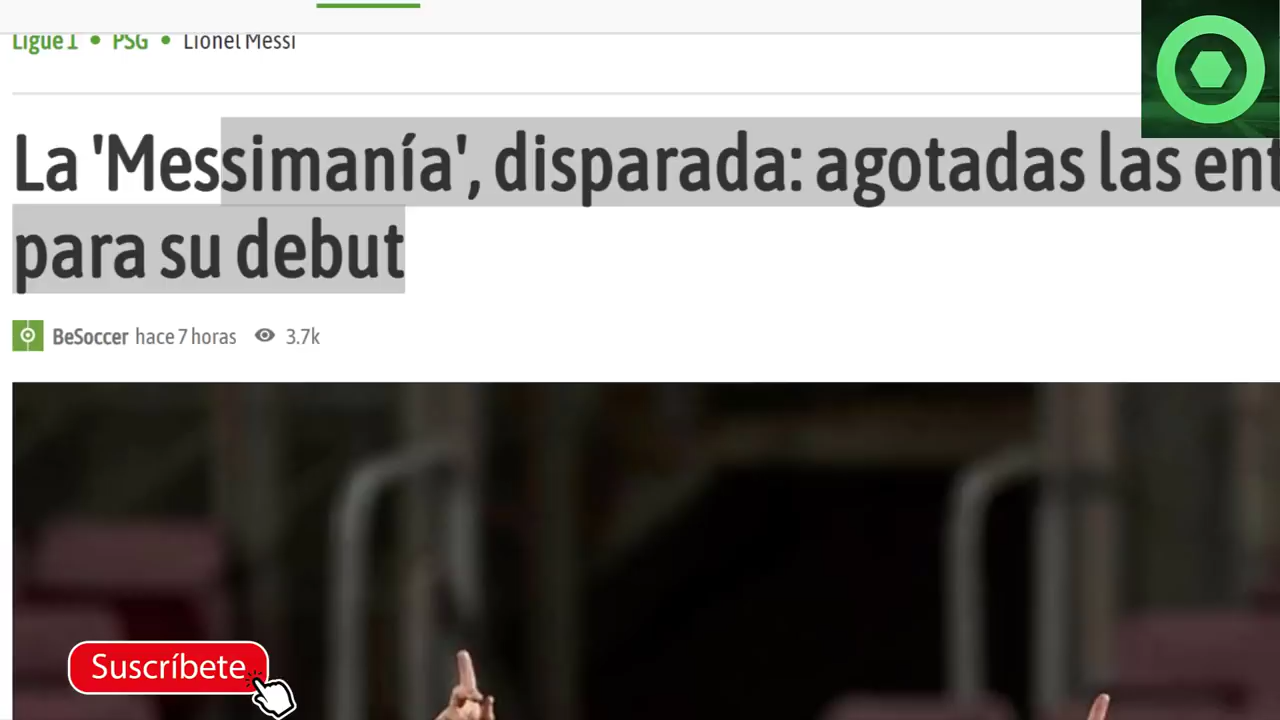 Ligue 1 • PSG • Lionel Messi
La 'Messimanía', disparada: agotadas las
para su debut
BeSoccer hace 7 horas 3.7k
Suscríbete